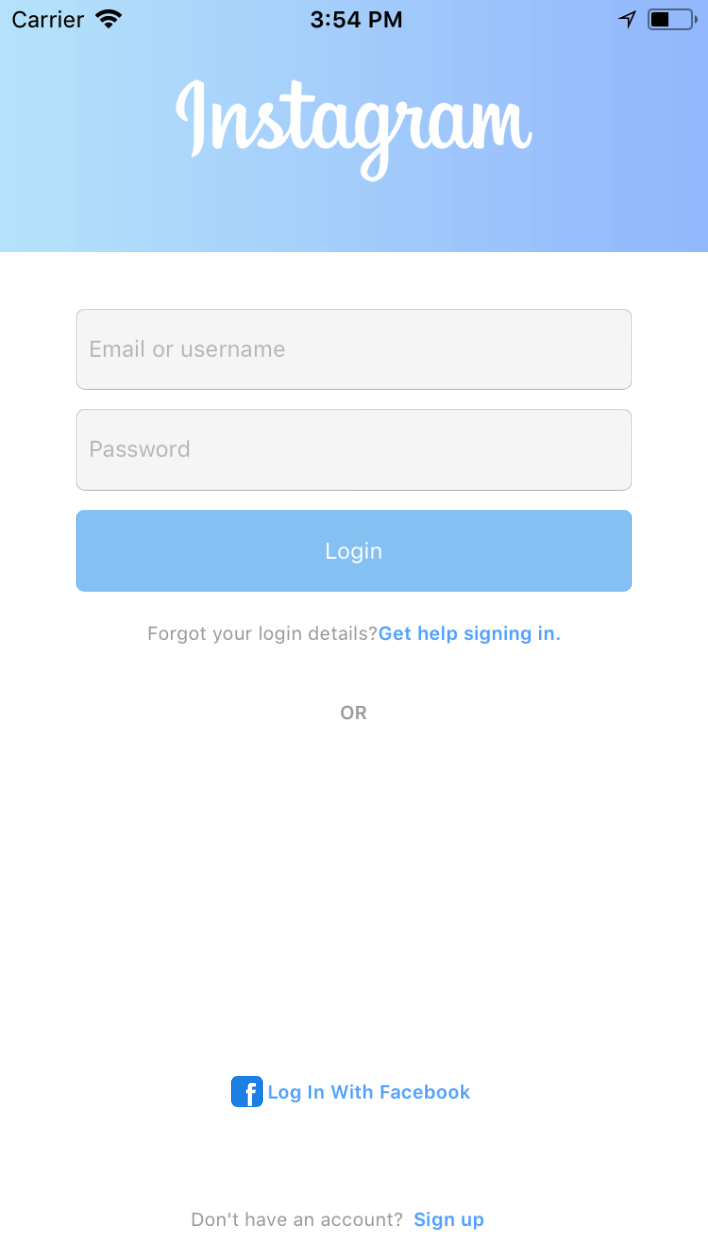 Carrier 3:54 PM
Instagram
Email or username
Password
Login
Forgot your login details?Get help signing in.
OR
f Log In With Facebook
Don't have an account? Sign up